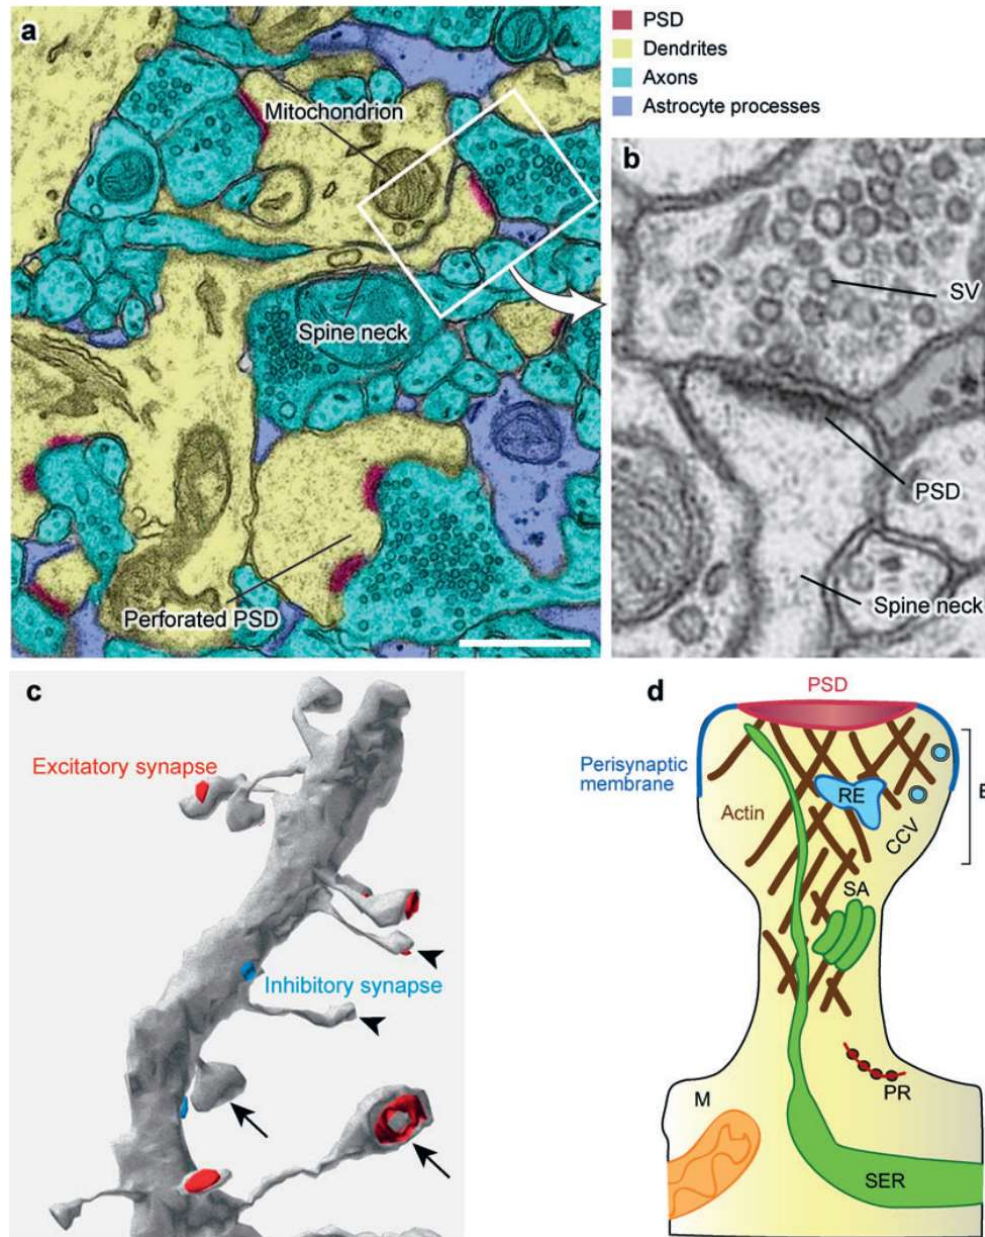 a
PSD
Dendrites
Axons
Astrocyte processes
Mitochondrion
Spine neck
Perforated PSD
b
SV
PSD
Spine neck
c
Excitatory synapse
Inhibitory synapse
d
PSD
Perisynaptic
membrane
Actin
RE
CCV
E
SA
PR
M
SER